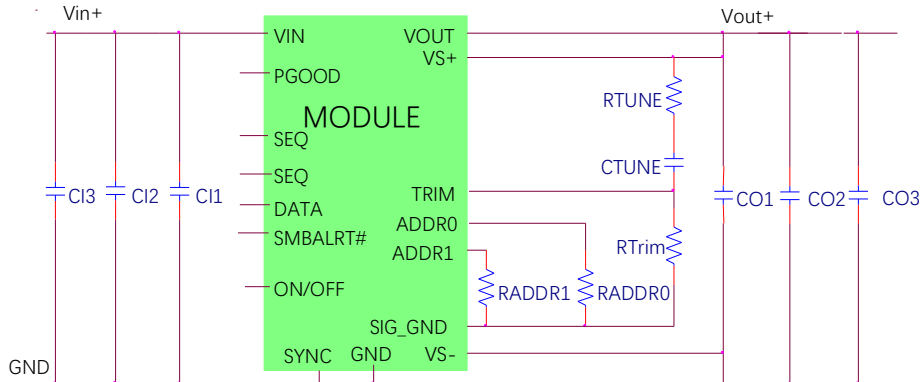 Vin+
Vout+
VIN
VOUT
VS+
PGOOD
RTUNE
MODULE
SEQ
CTUNE
SEQ
TRIM
CI3
CI2
CI1
CO1
CO2
CO3
DATA
ADDR0
SMBALRT#
ADDR1
RTrim
ON/OFF
RADDR1
RADDR0
SIG_GND
GND
SYNC
GND
VS-